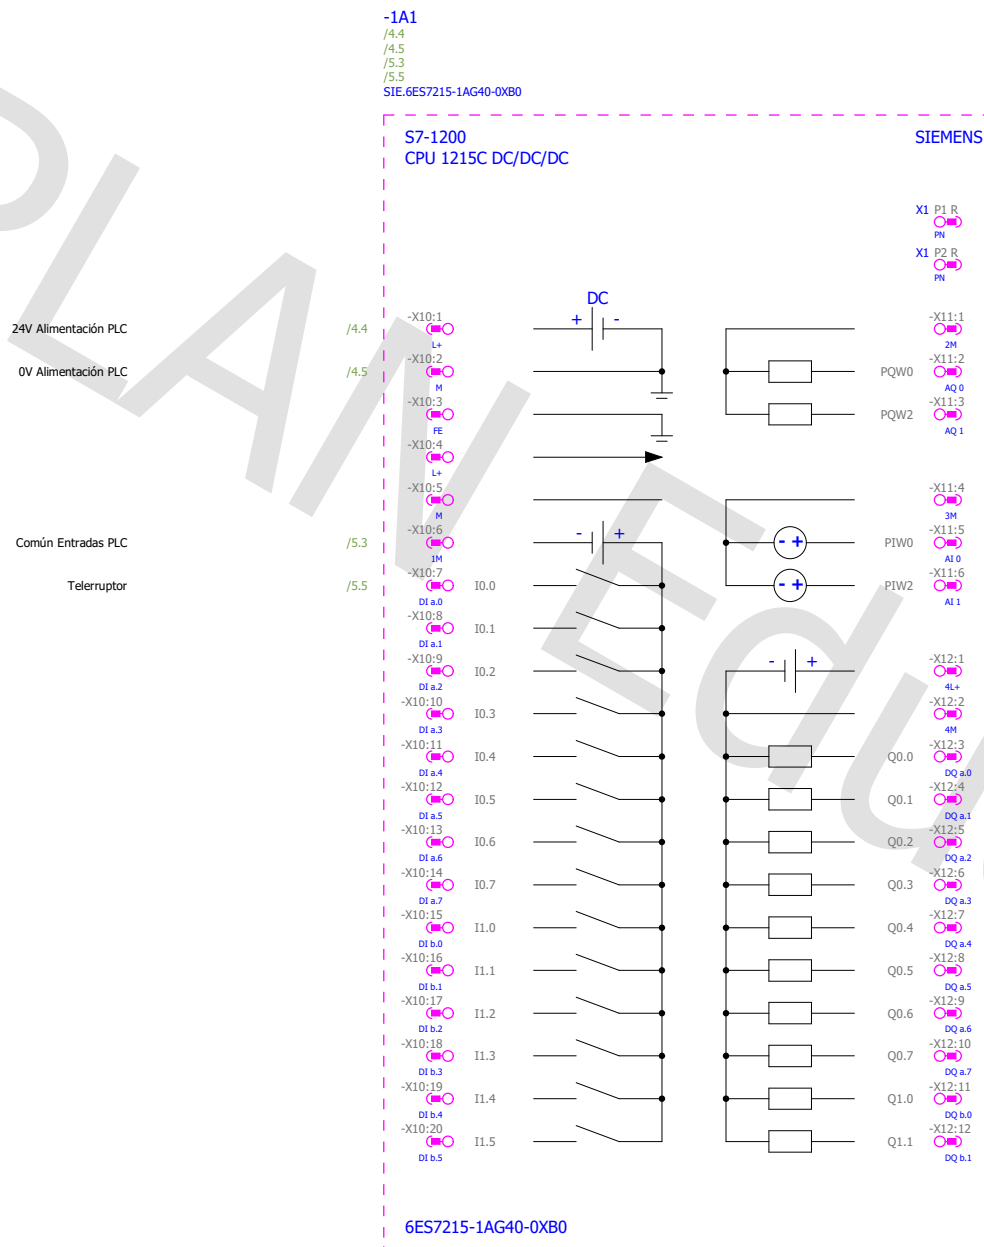 -1A1
/4.4
/4.5
/5.3
/5.5
SIE.6ES7215-1AG40-0XB0
S7-1200
SIEMENS
CPU 1215C DC/DC/DC
X1 P1 R
PN
X1 P2 R
PN
DC
+ -
24V Alimentación PLC /4.4 -X10:1
L+
-X11:1
2M
0V Alimentación PLC /4.5 -X10:2
M
PQW0 -X11:2
AQ 0
-X10:3
FE
PQW2 -X11:3
AQ 1
-X10:4
L+
-X10:5
M
-X11:4
3M
Común Entradas PLC /5.3 -X10:6
1M
- +
- +
PIW0 -X11:5
AI 0
Telerruptor /5.5 -X10:7
DI a.0
I0.0
- +
PIW2 -X11:6
AI 1
-X10:8
DI a.1
I0.1
-X10:9
DI a.2
I0.2
- +
-X12:1
4L+
-X10:10
DI a.3
I0.3
-X12:2
4M
-X10:11
DI a.4
I0.4
Q0.0 -X12:3
DQ a.0
-X10:12
DI a.5
I0.5
Q0.1 -X12:4
DQ a.1
-X10:13
DI a.6
I0.6
Q0.2 -X12:5
DQ a.2
-X10:14
DI a.7
I0.7
Q0.3 -X12:6
DQ a.3
-X10:15
DI b.0
I1.0
Q0.4 -X12:7
DQ a.4
-X10:16
DI b.1
I1.1
Q0.5 -X12:8
DQ a.5
-X10:17
DI b.2
I1.2
Q0.6 -X12:9
DQ a.6
-X10:18
DI b.3
I1.3
Q0.7 -X12:10
DQ a.7
-X10:19
DI b.4
I1.4
Q1.0 -X12:11
DQ b.0
-X10:20
DI b.5
I1.5
Q1.1 -X12:12
DQ b.1
6ES7215-1AG40-0XB0
PLAN Edu